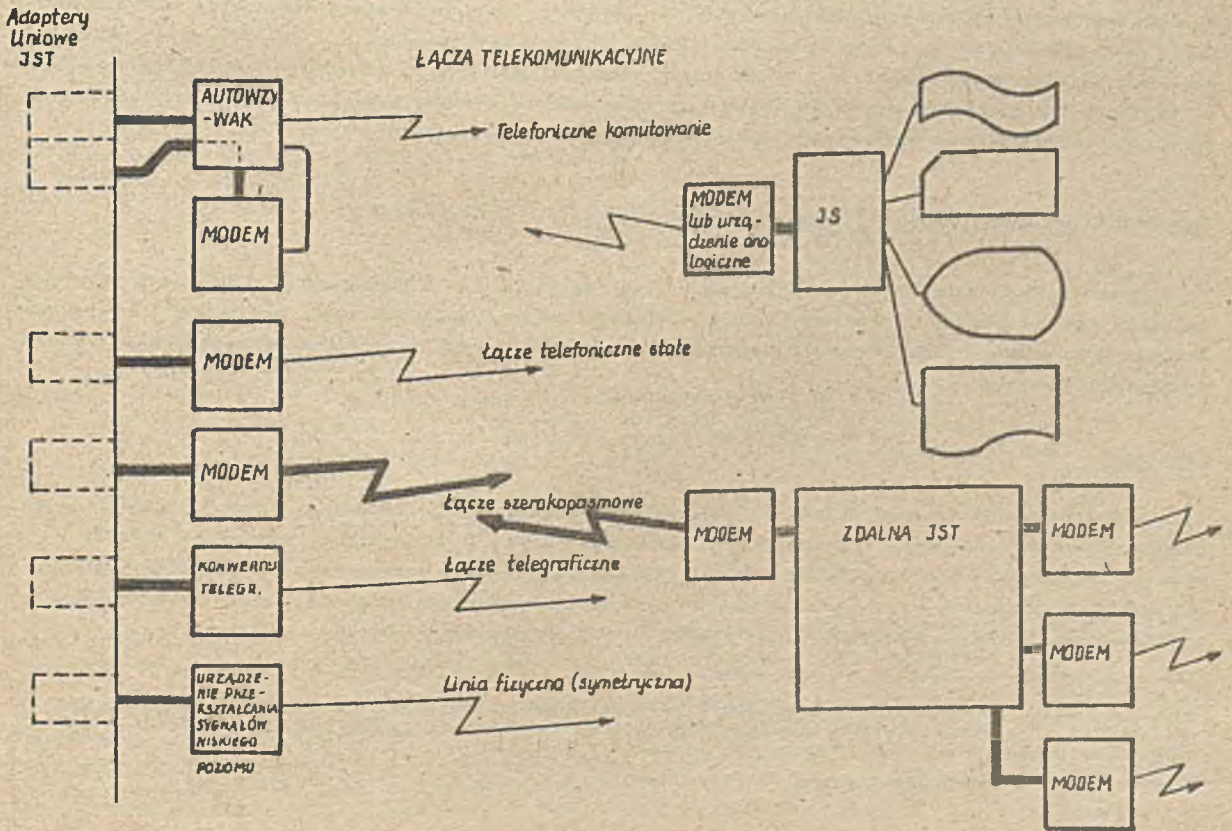 Adaptery
Liniowe
JST
ŁĄCZA TELEKOMUNIKACYJNE
AUTOWZY
-WAK
Telefoniczne komutowanie
MODEM
MODEM
lub urzą-
dzenie ana
logiczne
JS
MODEM
Łącze telefoniczne stałe
MODEM
Łącze szerokopasmowe
MODEM
ZDALNA JST
MODEM
KONWERTU
TELEGR.
Łącze telegraficzne
MODEM
URZĄDZE-
NIE PRZE-
KSZTAŁCANIA
SYGNAŁÓW
NISKIEGO
POZIOMU
Linia fizyczna (symetryczna)
MODEM